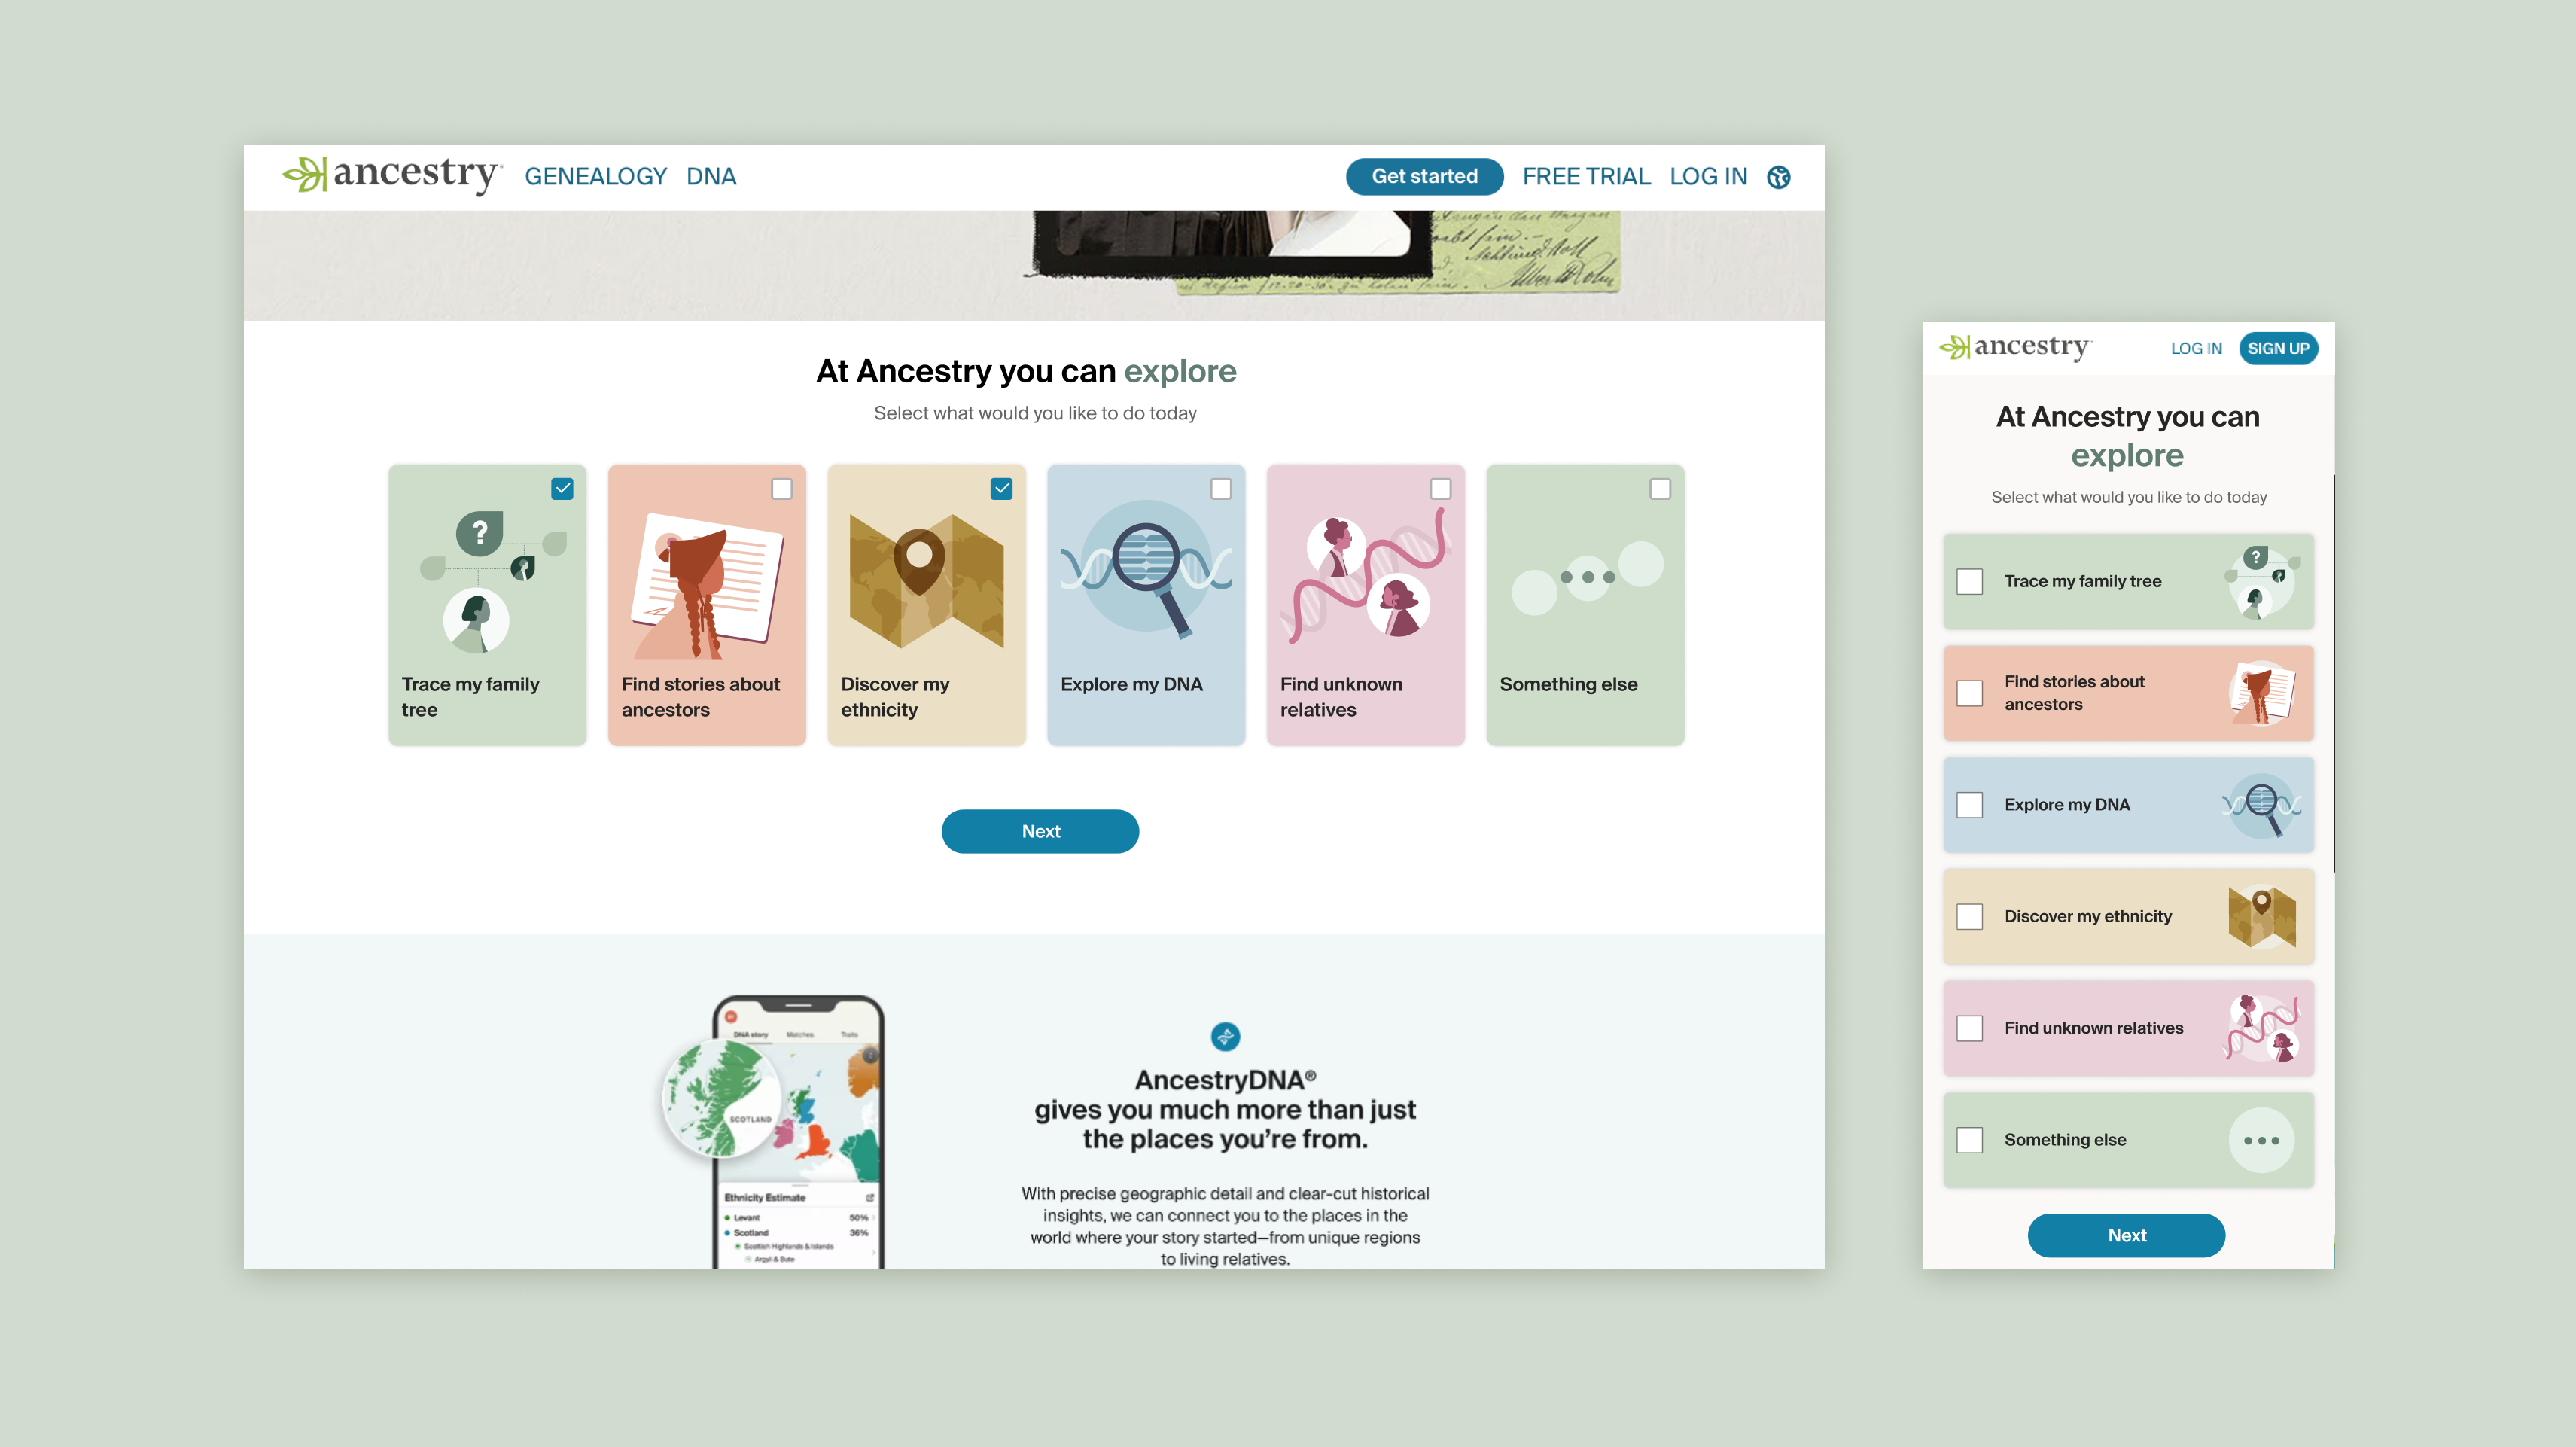 ancestry GENEALOGY DNA Get started FREE TRIAL LOG IN
At Ancestry you can explore
Select what would you like to do today
?
Trace my family
tree
Find stories about
ancestors
Discover my
ethnicity
Explore my DNA
Find unknown
relatives
Something else
Next
DNA story Matches Traits
SCOTLAND
Ethnicity Estimate
Levant 50%
Scotland 36%
Scottish Highlands & Islands
Argyll & Bute
AncestryDNA®
gives you much more than just
the places you're from.
With precise geographic detail and clear-cut historical
insights, we can connect you to the places in the
world where your story started—from unique regions
to living relatives.
ancestry LOG IN SIGN UP
At Ancestry you can
explore
Select what would you like to do today
Trace my family tree
?
Find stories about
ancestors
Explore my DNA
Discover my ethnicity
Find unknown relatives
Something else
Next